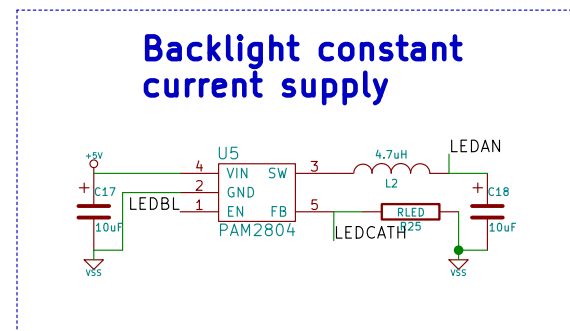 Backlight constant
current supply
U5
+5V
4.7uH
LEDAN
4 VIN SW 3
C17
L2
C18
2 GND
LEDBL
1 EN FB 5
RLED
10uF
PAM2804
LEDCATH
R25
10uF
VSS
VSS